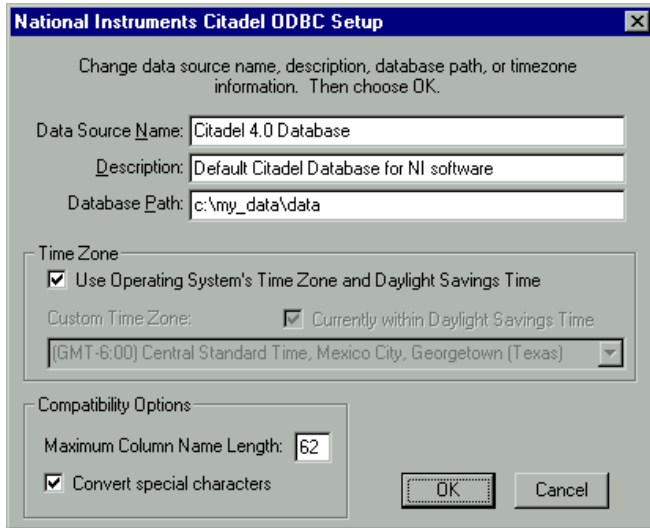 National Instruments Citadel ODBC Setup
Change data source name, description, database path, or timezone
information. Then choose OK.
Data Source Name: Citadel 4.0 Database
Description: Default Citadel Database for NI software
Database Path: c:\my_data\data
Time Zone
Use Operating System's Time Zone and Daylight Savings Time
Custom Time Zone: Currently within Daylight Savings Time
(GMT-6:00) Central Standard Time, Mexico City, Georgetown (Texas)
Compatibility Options
Maximum Column Name Length: 62
Convert special characters
OK Cancel